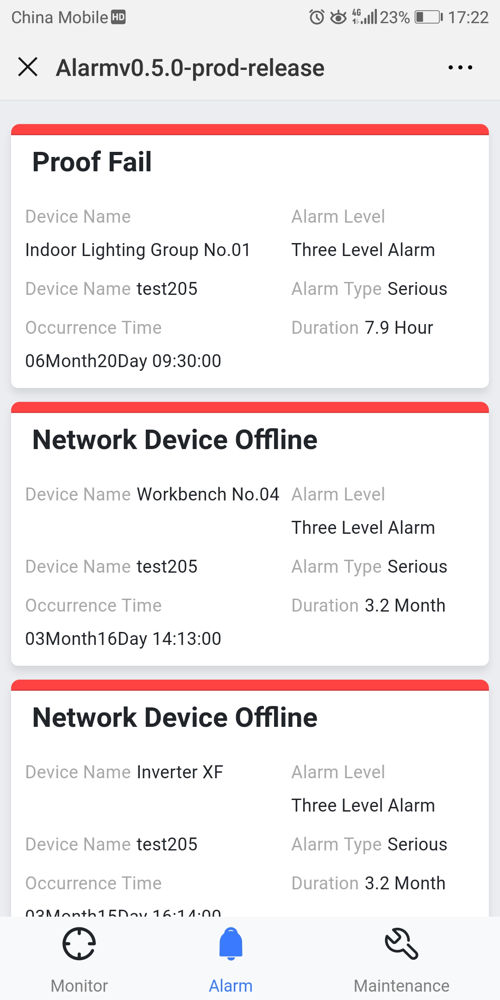 China Mobile HD 4G 23% 17:22
Alarmv0.5.0-prod-release
Proof Fail
Device Name Alarm Level
Indoor Lighting Group No.01 Three Level Alarm
Device Name test205 Alarm Type Serious
Occurrence Time Duration 7.9 Hour
06Month20Day 09:30:00
Network Device Offline
Device Name Workbench No.04 Alarm Level
Three Level Alarm
Device Name test205 Alarm Type Serious
Occurrence Time Duration 3.2 Month
03Month16Day 14:13:00
Network Device Offline
Device Name Inverter XF Alarm Level
Three Level Alarm
Device Name test205 Alarm Type Serious
Occurrence Time Duration 3.2 Month
03Month15Day 16:14:00
Monitor Alarm Maintenance